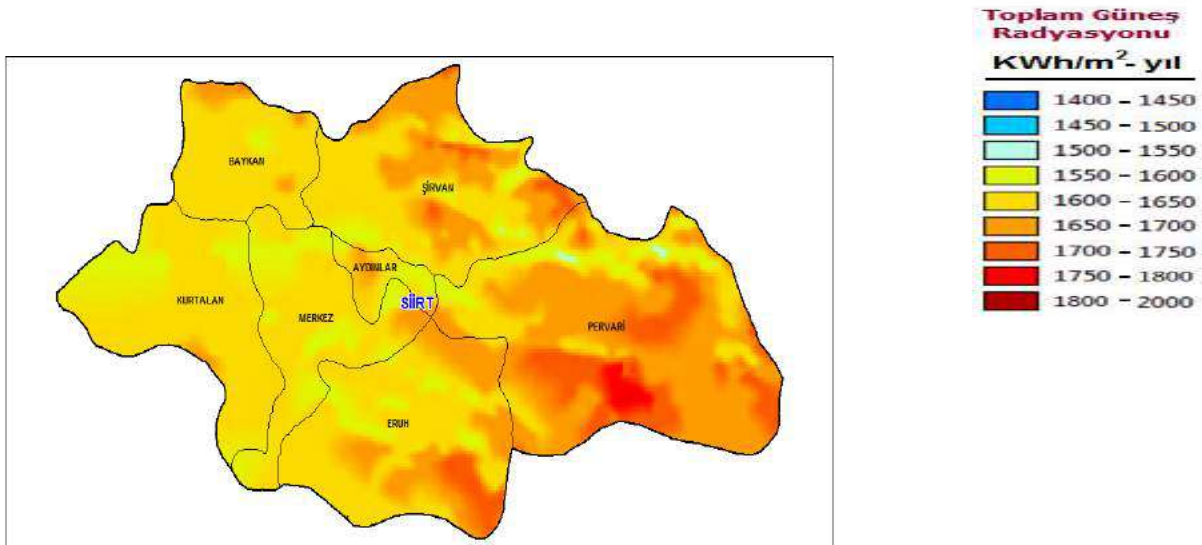 Toplam Güneş
Radyasyonu
KWh/m²- yıl
1400 - 1450
1450 - 1500
1500 - 1550
1550 - 1600
1600 - 1650
1650 - 1700
1700 - 1750
1750 - 1800
1800 - 2000
BAYKAN
ŞİRVAN
AYDINLAR
KURTALAN
SİİRT
MERKEZ
PERVARİ
ERUH